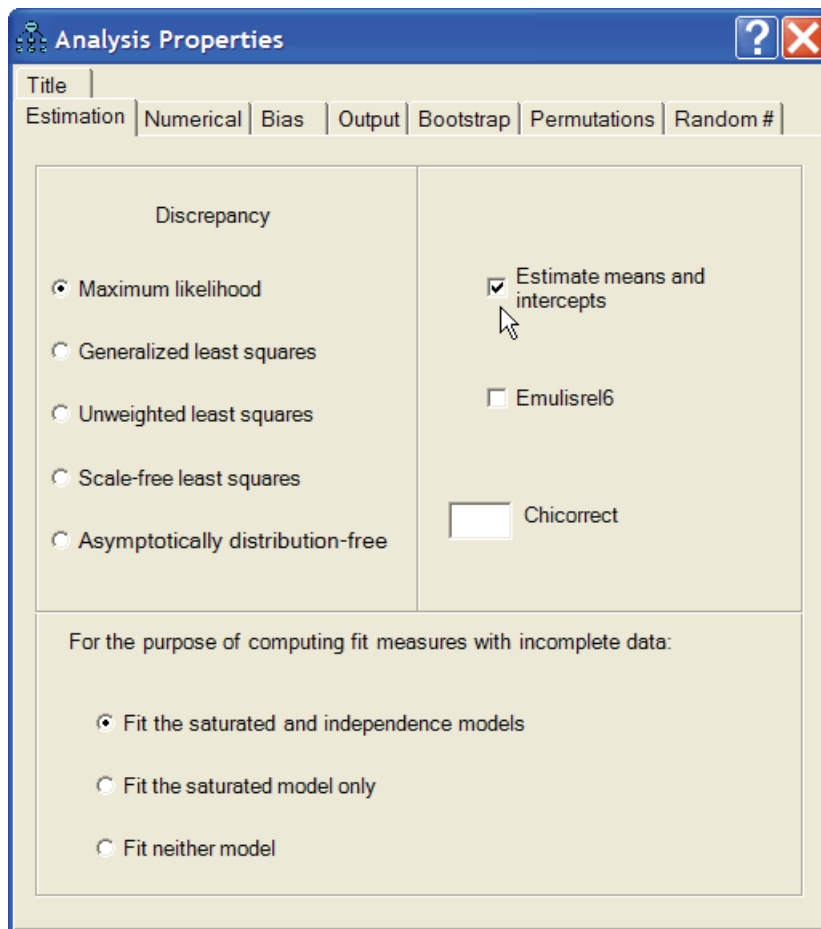 Analysis Properties
Title
Estimation Numerical Bias Output Bootstrap Permutations Random #
Discrepancy
Maximum likelihood
Generalized least squares
Unweighted least squares
Scale-free least squares
Asymptotically distribution-free
Estimate means and
intercepts
Emulisrel6
Chicorrect
For the purpose of computing fit measures with incomplete data:
Fit the saturated and independence models
Fit the saturated model only
Fit neither model